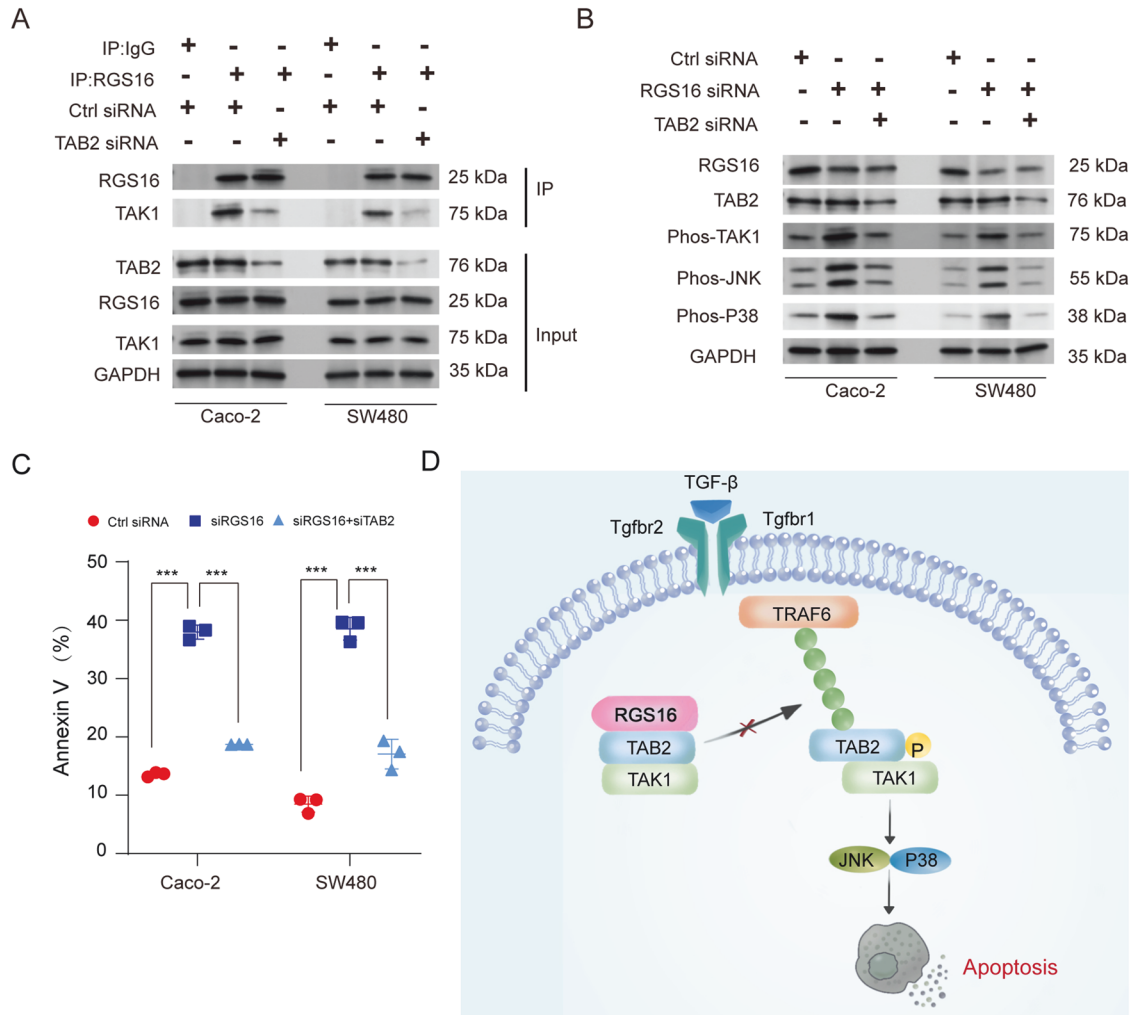 A
IP:IgG + - - + - -
IP:RGS16 - + + - + +
Ctrl siRNA + + - + + -
TAB2 siRNA - - + - - +
RGS16 25 kDa
TAK1 75 kDa
IP
TAB2 76 kDa
RGS16 25 kDa
TAK1 75 kDa
GAPDH 35 kDa
Input
Caco-2 SW480
B
Ctrl siRNA + - - + - -
RGS16 siRNA - + + - + +
TAB2 siRNA - - + - - +
RGS16 25 kDa
TAB2 76 kDa
Phos-TAK1 75 kDa
Phos-JNK 55 kDa
Phos-P38 38 kDa
GAPDH 35 kDa
Caco-2 SW480
C
Ctrl siRNA siRGS16 siRGS16+siTAB2
Annexin V (%)
50
40
30
20
10
0
*** *** *** ***
Caco-2 SW480
D
TGF-β
Tgfbr2 Tgfbr1
TRAF6
RGS16
TAB2
TAK1
TAB2 P
TAK1
JNK P38
Apoptosis